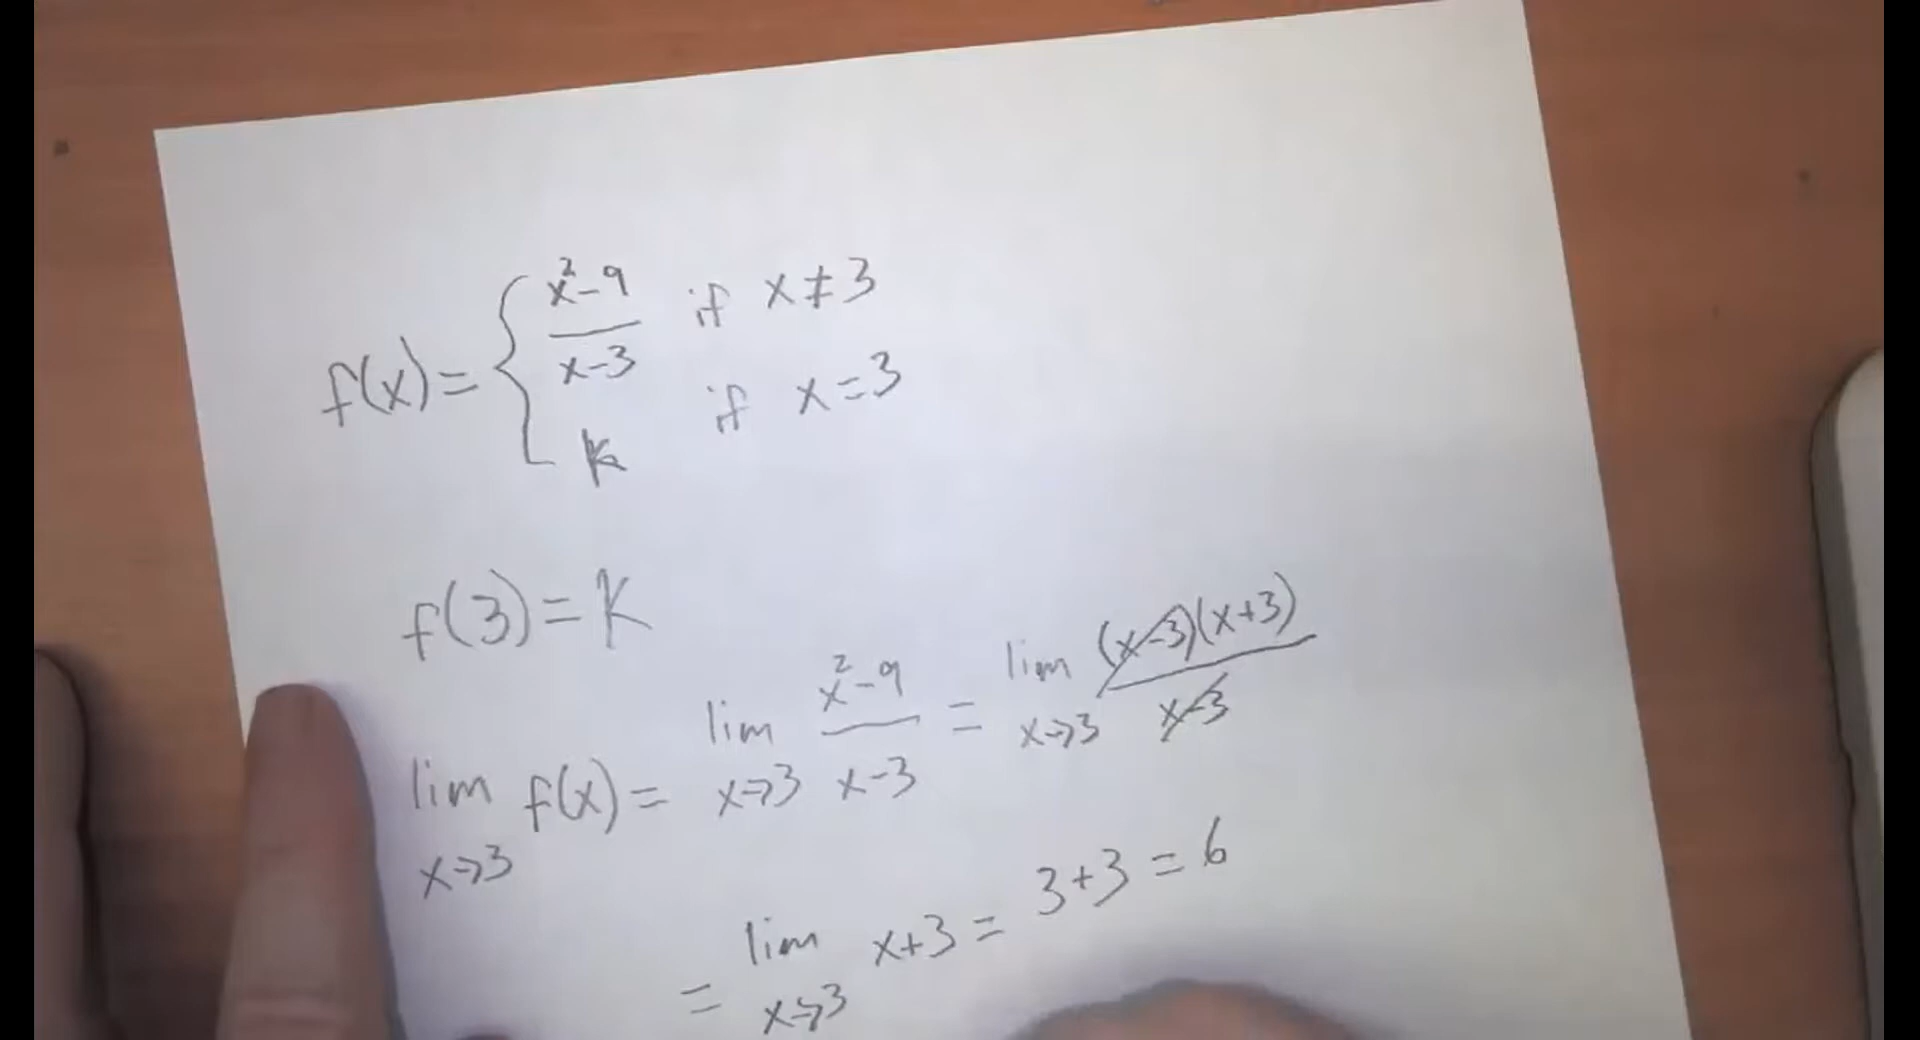 f(x) = { x²-9 / x-3 if x ≠ 3
k if x = 3
f(3) = K
lim x→3 f(x) = lim x→3 x²-9 / x-3 = lim x→3 (x-3)(x+3) / x-3
= lim x→3 x+3 = 3+3 = 6